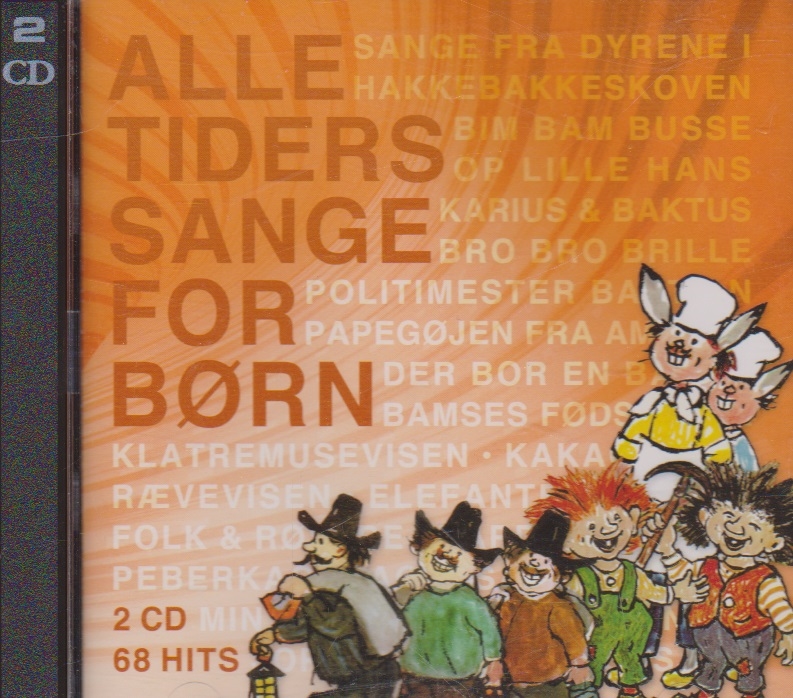 2
CD
ALLE
TIDERS
SANGE
FOR
BØRN
SANGE FRA DYRENE I
HAKKEBAKKESKOVEN
BIM BAM BUSSE
OP LILLE HANS
KARIUS & BAKTUS
BRO BRO BRILLE
POLITIMESTER
PAPEGØJEN FRA
DER BOR EN
BAMSES
KLATREMUSEVISEN ·
RÆVEVISEN
FOLK &
2 CD
68 HITS